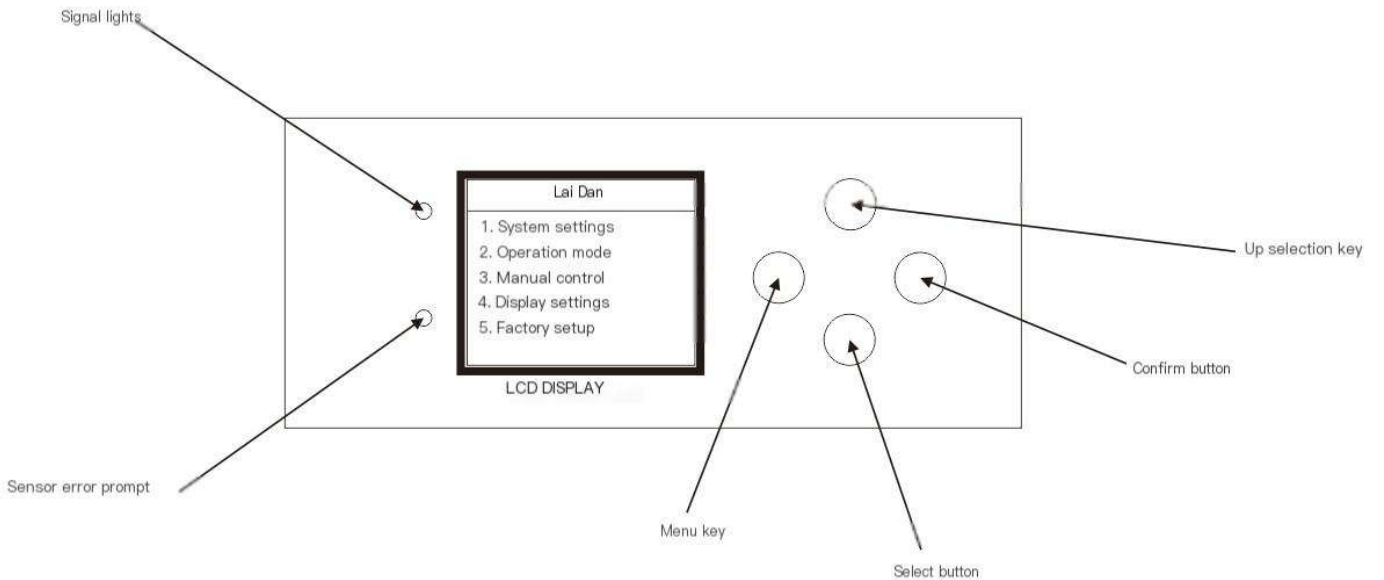 Signal lights
Lai Dan
1. System settings
2. Operation mode
3. Manual control
4. Display settings
5. Factory setup
LCD DISPLAY
Up selection key
Confirm button
Sensor error prompt
Menu key
Select button